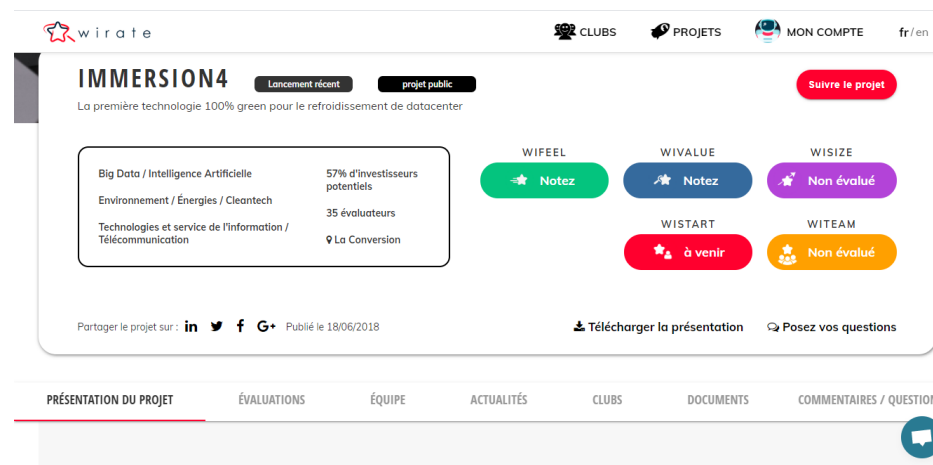 wirate
CLUBS
PROJETS
MON COMPTE
fr/en
IMMERSION4
Lancement récent
projet public
Suivre le projet
La première technologie 100% green pour le refroidissement de datacenter
Big Data / Intelligence Artificielle
Environnement / Énergies / Cleantech
Technologies et service de l'information /
Télécommunication
57% d'investisseurs
potentiels
35 évaluateurs
La Conversion
WIFEEL
Notez
WIVALUE
Notez
WISIZE
Non évalué
WISTART
à venir
WITEAM
Non évalué
Partager le projet sur :
in
f
G+
Publié le 18/06/2018
Télécharger la présentation
Posez vos questions
PRÉSENTATION DU PROJET
ÉVALUATIONS
ÉQUIPE
ACTUALITÉS
CLUBS
DOCUMENTS
COMMENTAIRES / QUESTION